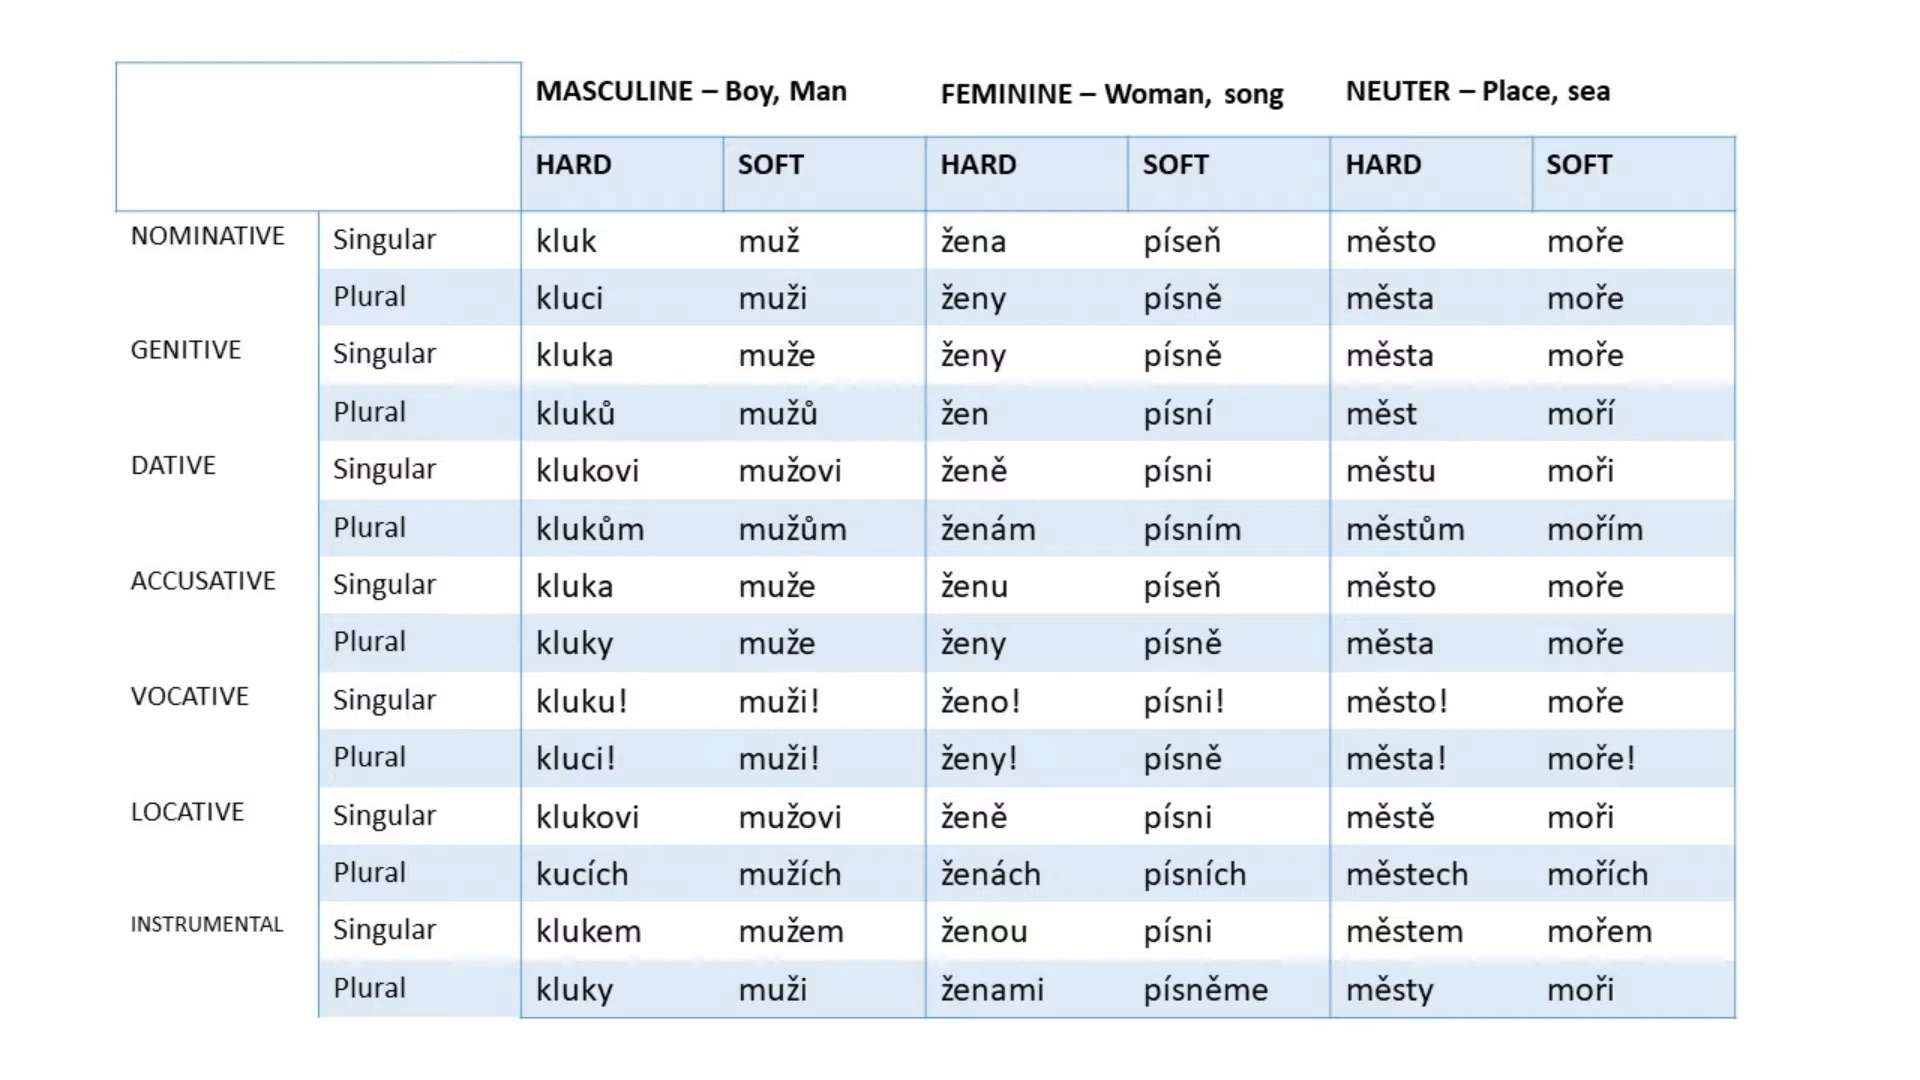 MASCULINE – Boy, Man FEMININE – Woman, song NEUTER – Place, sea
HARD SOFT HARD SOFT HARD SOFT
NOMINATIVE Singular kluk muž žena píseň město moře
Plural kluci muži ženy písně města moře
GENITIVE Singular kluka muže ženy písně města moře
Plural kluků mužů žen písní měst moří
DATIVE Singular klukovi mužovi ženě písni městu moři
Plural klukům mužům ženám písním městům mořím
ACCUSATIVE Singular kluka muže ženu píseň město moře
Plural kluky muže ženy písně města moře
VOCATIVE Singular kluku! muži! ženo! písni! město! moře
Plural kluci! muži! ženy! písně města! moře!
LOCATIVE Singular klukovi mužovi ženě písni městě moři
Plural kucích mužích ženách písních městech mořích
INSTRUMENTAL Singular klukem mužem ženou písni městem mořem
Plural kluky muži ženami písněme městy moři